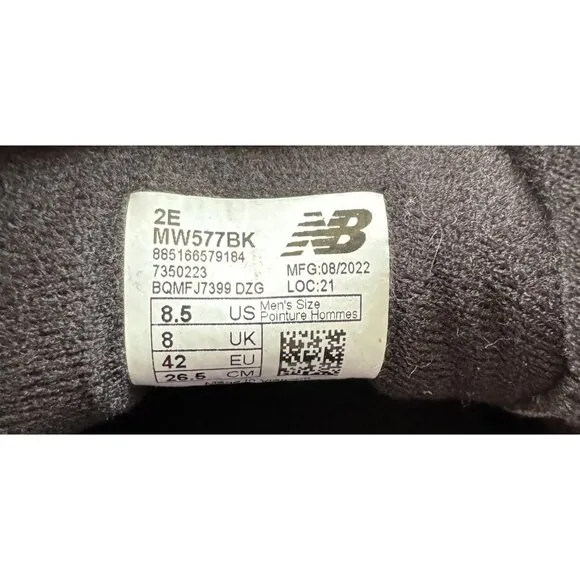 2E
MW577BK
NB
885166579184
7350223
MFG:08/2022
BQMFJ7399 DZG
LOC:21
8.5 US
Men's Size
Pointure Hommes
8 UK
42 EU
26.5 CM